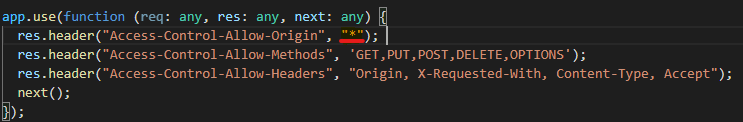 app.use(function (req: any, res: any, next: any) {
res.header("Access-Control-Allow-Origin", "*");
res.header("Access-Control-Allow-Methods", 'GET,PUT,POST,DELETE,OPTIONS');
res.header("Access-Control-Allow-Headers", "Origin, X-Requested-With, Content-Type, Accept");
next();
});